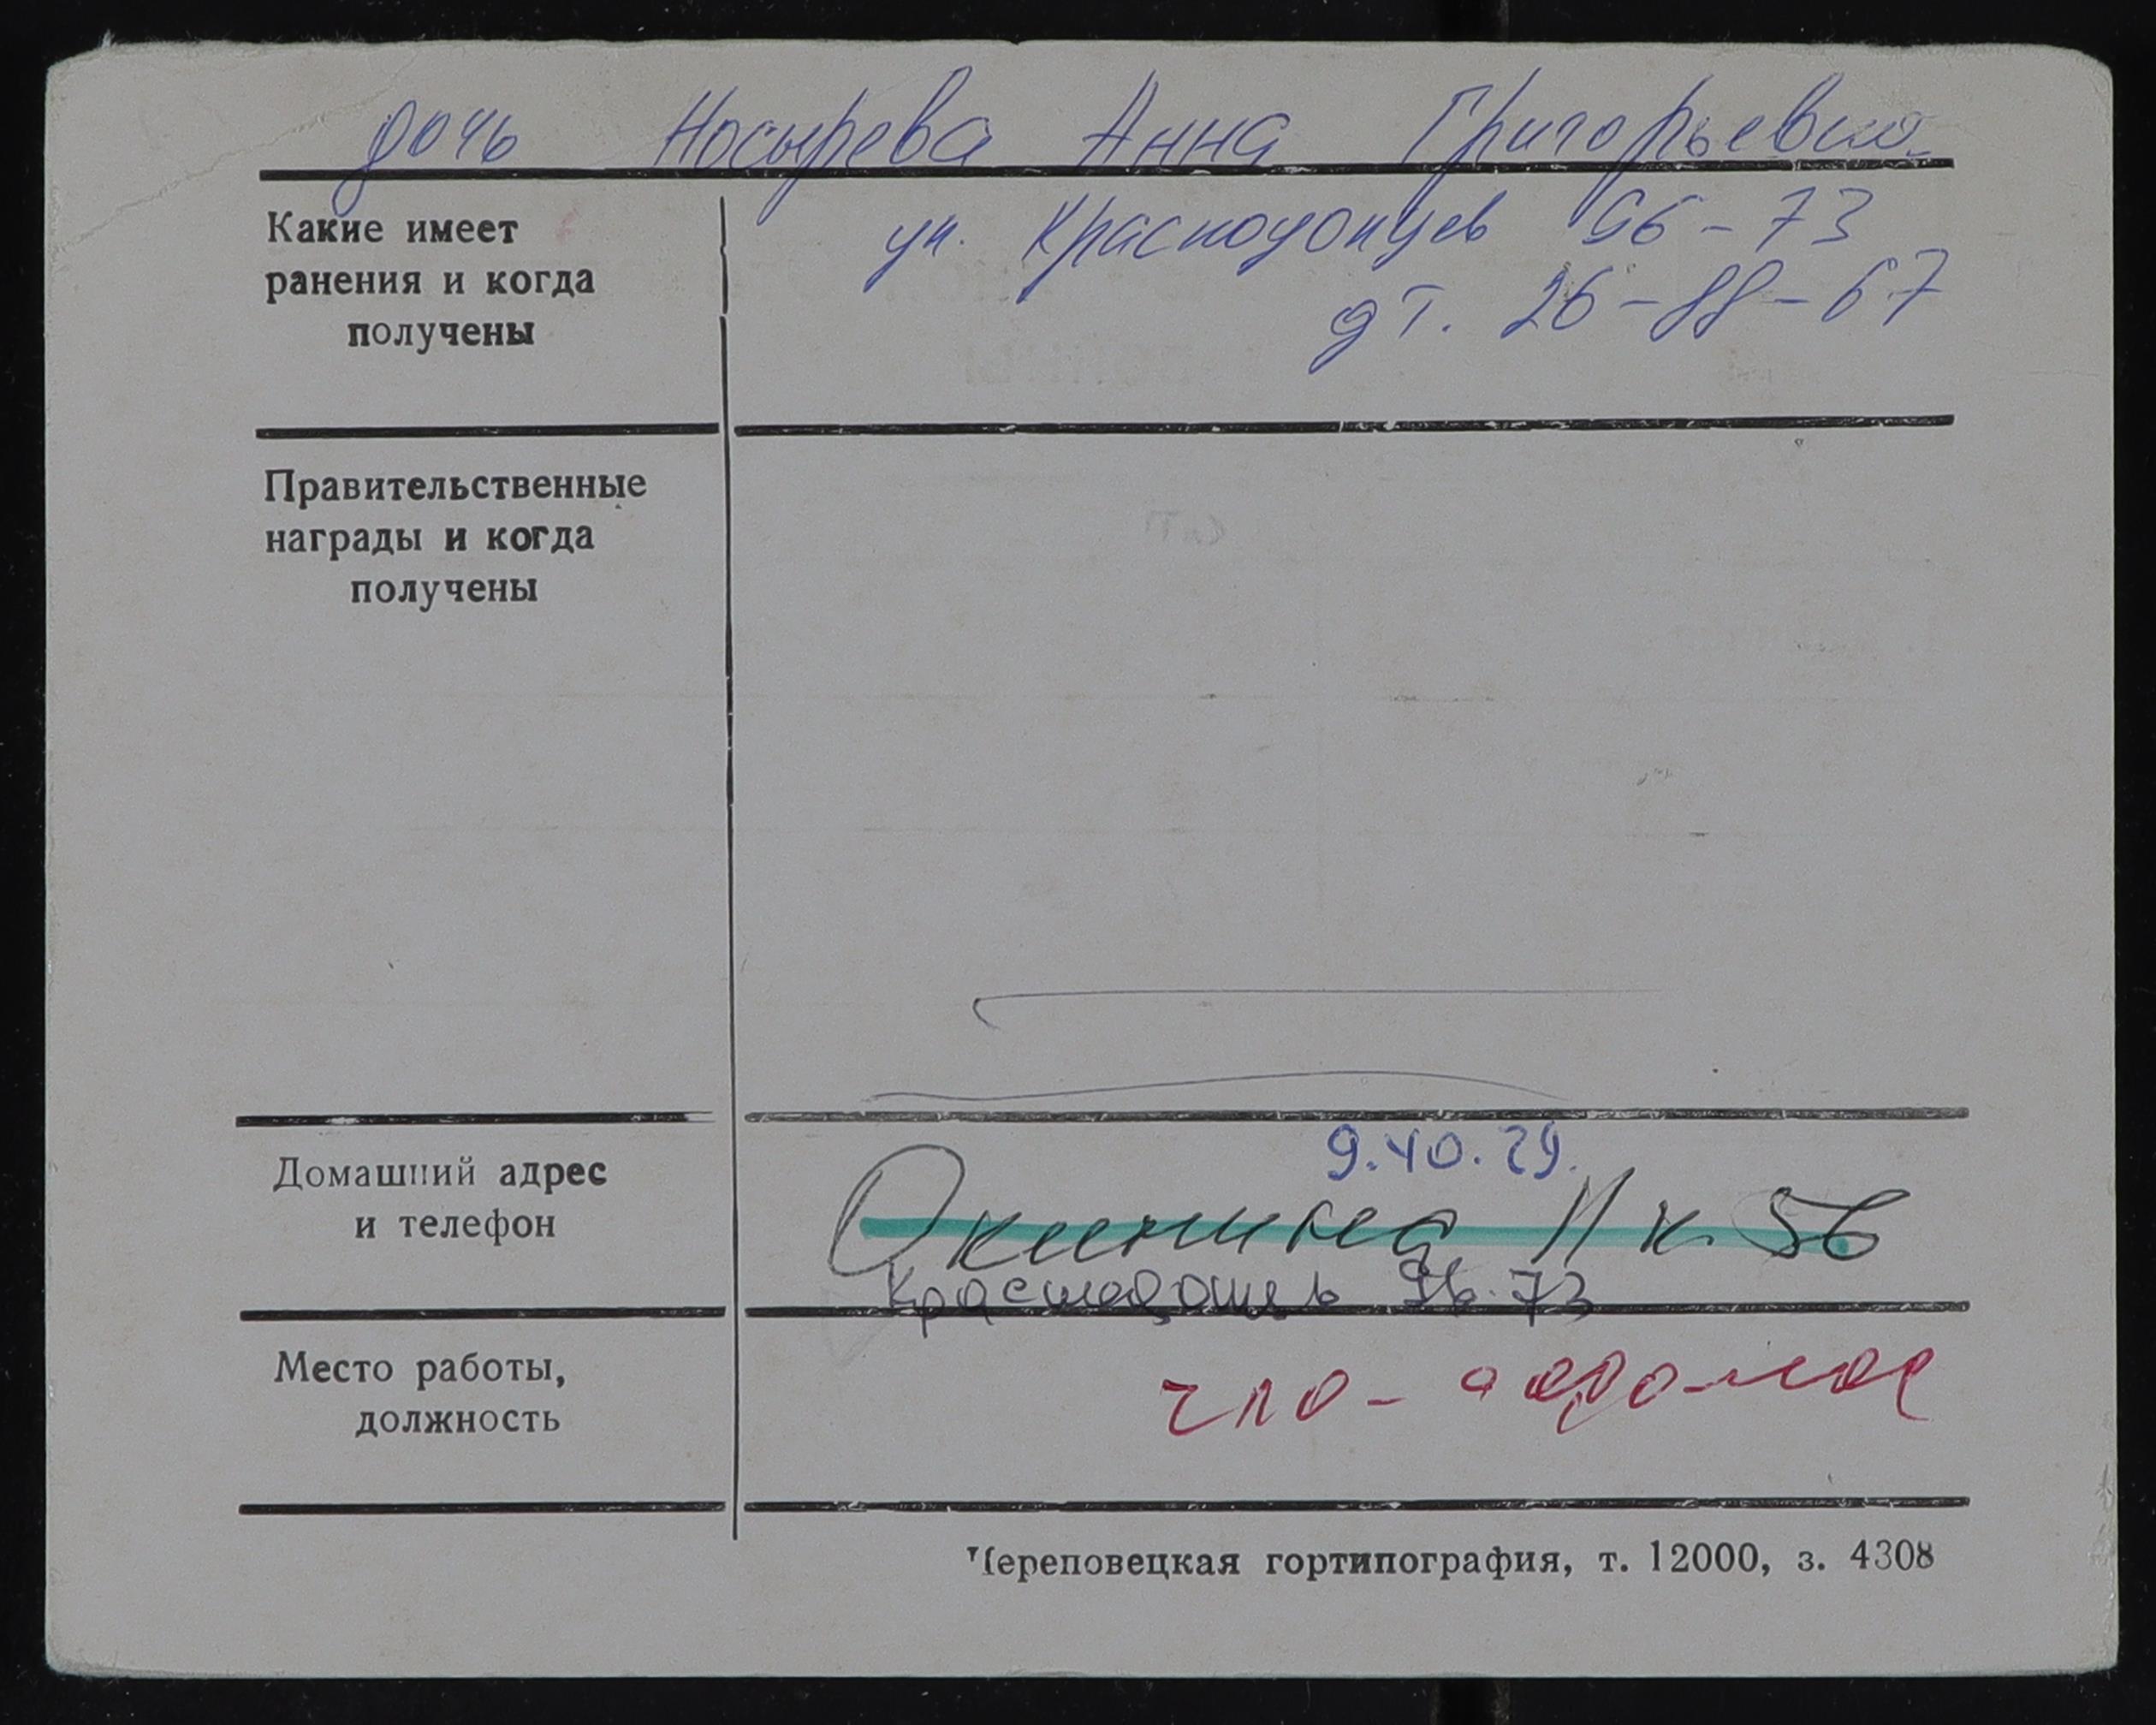 дочь Носырева Анна Григорьевна
Какие имеет ранения и когда получены
ул. Краснодонцев 96-73
дт. 26-88-67
Правительственные награды и когда получены
Домашний адрес и телефон
9.40.29.
Окинина 11 к 56
Краснодонцев 96.73
Место работы, должность
Череповецкая гортипография, т. 12000, з. 4308